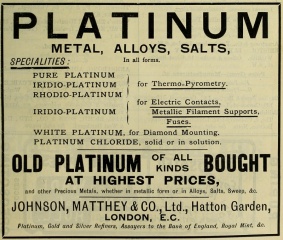 PLATINUM
METAL, ALLOYS, SALTS,
In all forms.
SPECIALITIES:
PURE PLATINUM
IRIDIO-PLATINUM
RHODIO-PLATINUM
for Thermo-Pyrometry.
IRIDIO-PLATINUM
for Electric Contacts,
Metallic Filament Supports,
Fuses.
WHITE PLATINUM, for Diamond Mounting.
PLATINUM CHLORIDE, solid or in solution.
OLD PLATINUM OF ALL KINDS BOUGHT
AT HIGHEST PRICES,
and other Precious Metals, whether in metallic form or in Alloys, Salts, Sweep, &c.
JOHNSON, MATTHEY & CO., Ltd., Hatton Garden,
LONDON, E.C.
Platinum, Gold and Silver Refiners, Assayers to the Bank of England, Royal Mint, &c.